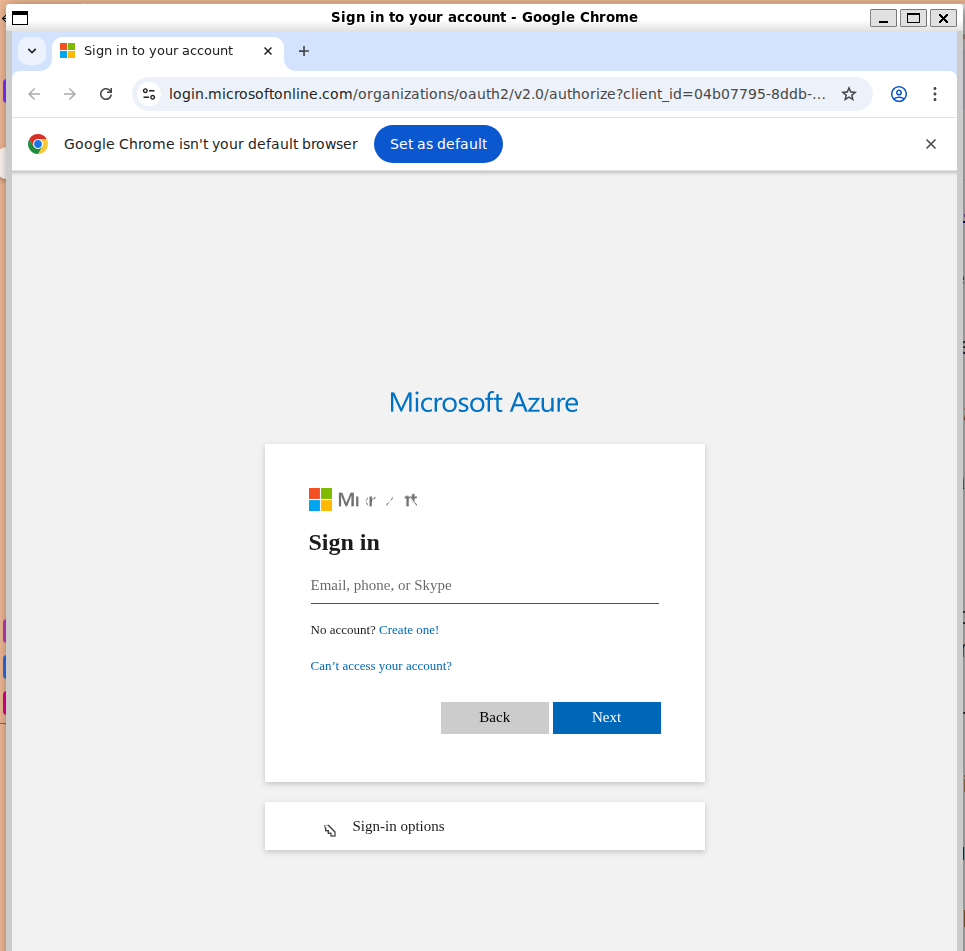 Sign in to your account - Google Chrome
Sign in to your account
login.microsoftonline.com/organizations/oauth2/v2.0/authorize?client_id=04b07795-8ddb-...
Google Chrome isn't your default browser
Set as default
Microsoft Azure
Sign in
Email, phone, or Skype
No account? Create one!
Can’t access your account?
Back Next
Sign-in options